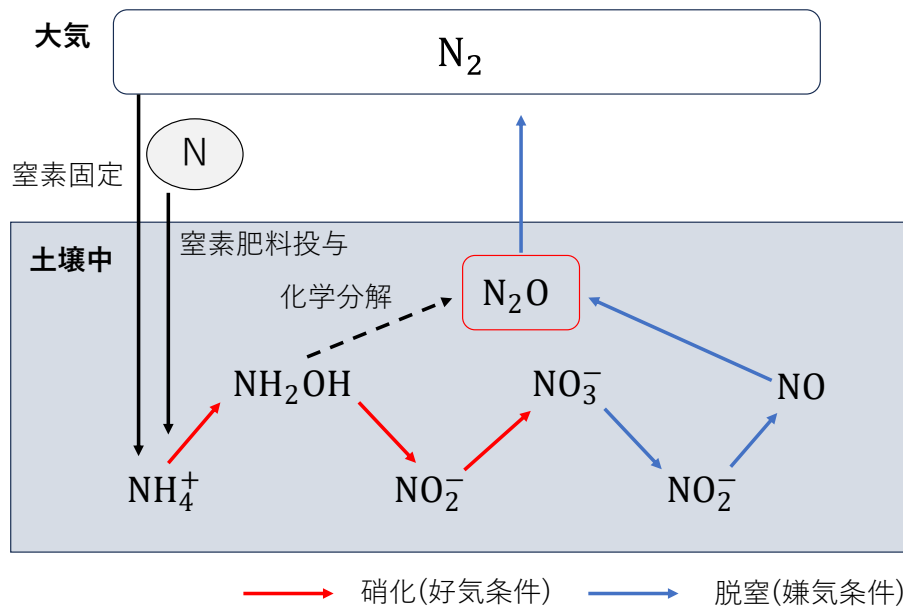 大気
N₂
N
窒素固定
窒素肥料投与
土壌中
化学分解
N₂O
NH₂OH
NO₃⁻
NO
NH₄⁺
NO₂⁻
NO₂⁻
硝化(好気条件)
脱窒(嫌気条件)